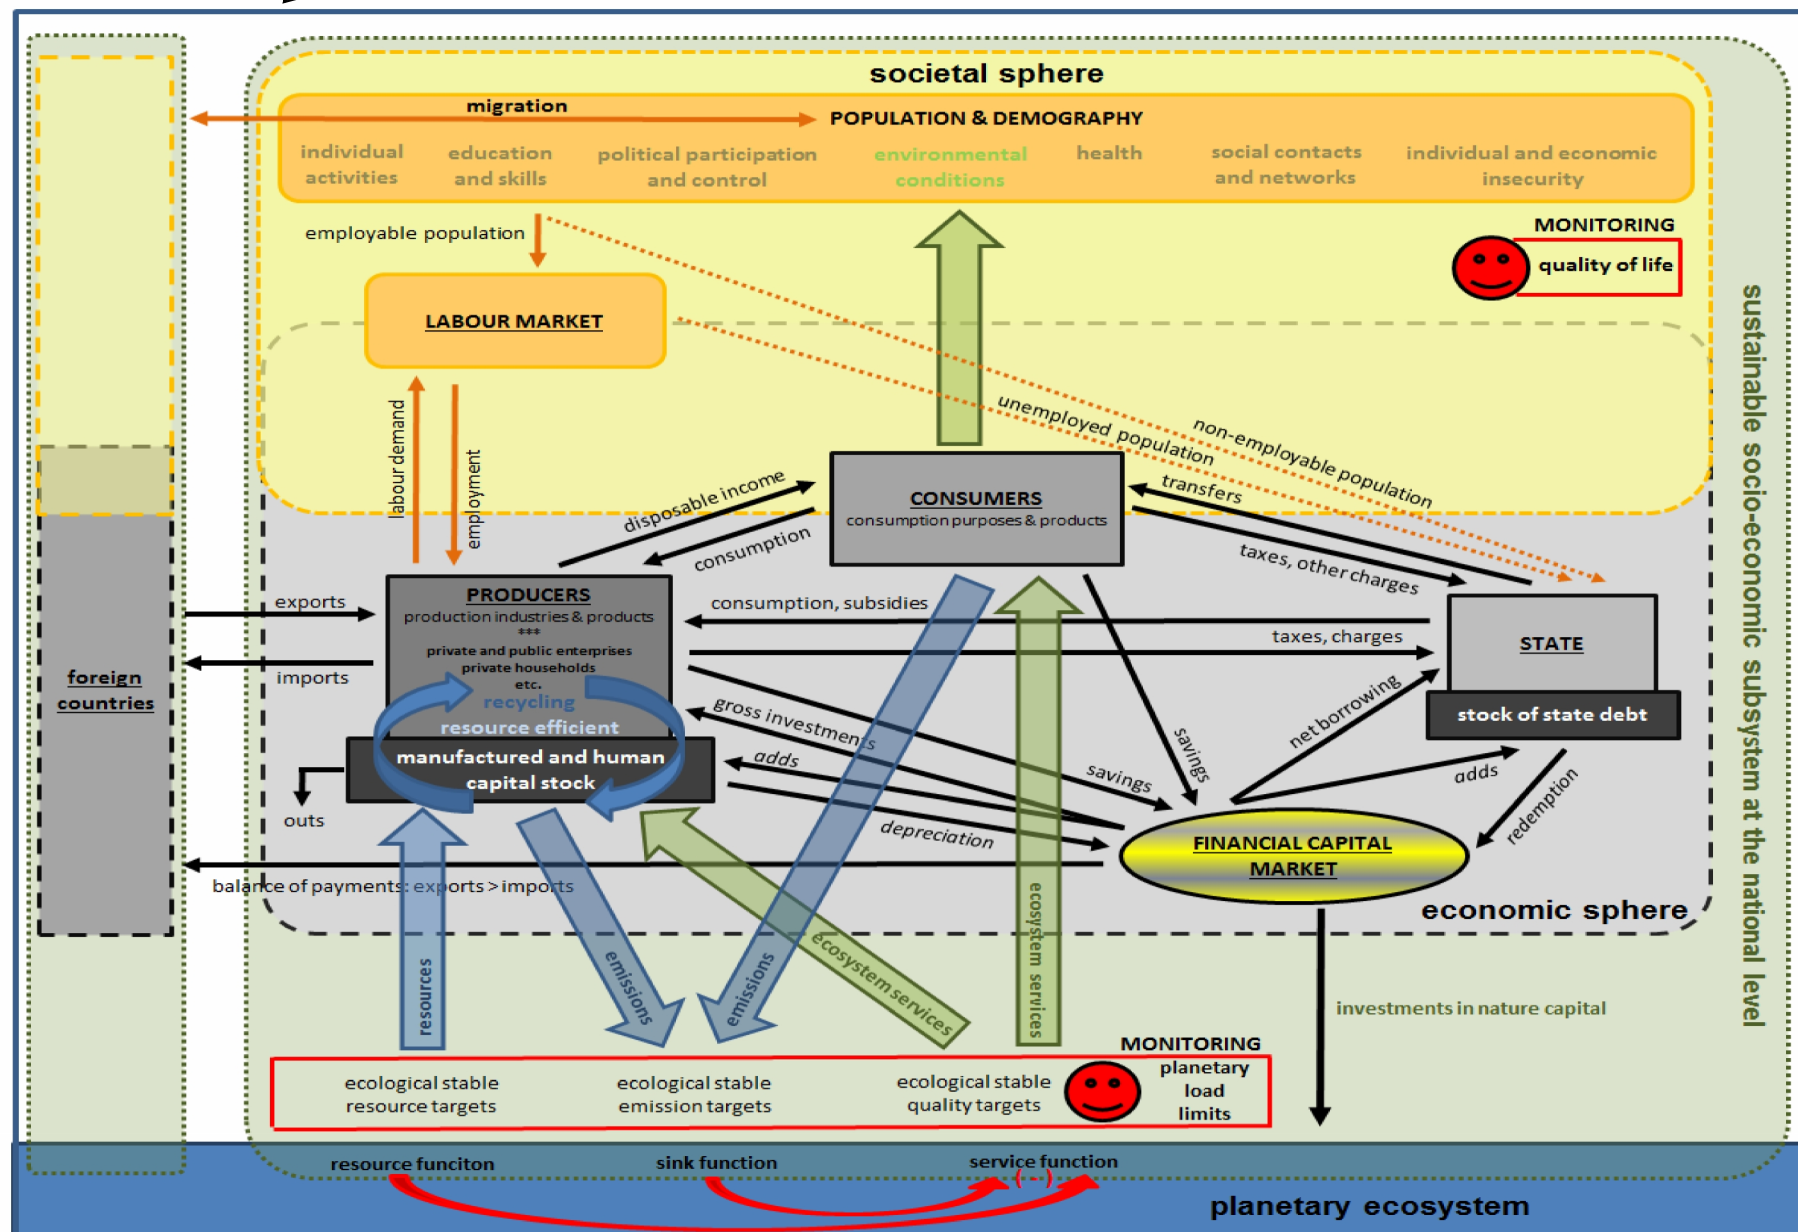 societal sphere
migration
POPULATION & DEMOGRAPHY
individual
activities
education
and skills
political participation
and control
environmental
conditions
health
social contacts
and networks
individual and economic
insecurity
employable population
MONITORING
quality of life
LABOUR MARKET
labour demand
employment
unemployed population
non-employable population
sustainable socio-economic subsystem at the national level
disposable income
consumption
CONSUMERS
consumption purposes & products
transfers
taxes, other charges
exports
imports
foreign
countries
PRODUCERS
production industries & products
***
private and public enterprises
private households
etc.
recycling
resource efficient
manufactured and human
capital stock
outs
consumption, subsidies
taxes, charges
STATE
stock of state debt
gross investments
adds
depreciation
savings
savings
net borrowing
adds
redemption
FINANCIAL CAPITAL
MARKET
balance of payments: exports > imports
economic sphere
resources
emissions
emissions
ecosystem services
ecosystem services
investments in nature capital
MONITORING
planetary
load
limits
ecological stable
resource targets
ecological stable
emission targets
ecological stable
quality targets
resource funciton
sink function
service function
( - )
planetary ecosystem